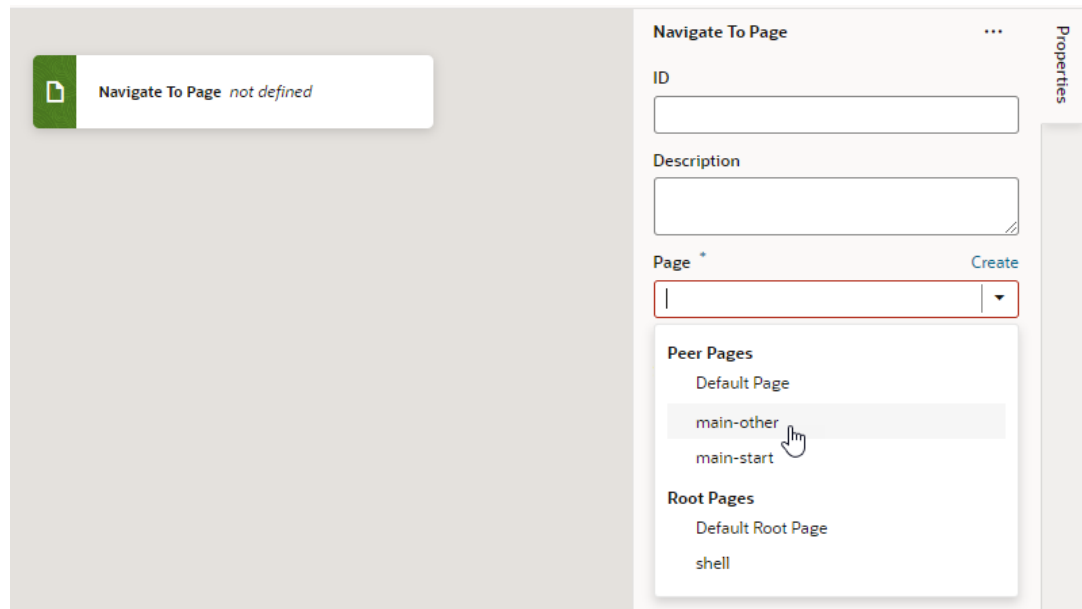 Navigate To Page not defined
Navigate To Page
ID
Description
Page * Create
Peer Pages
Default Page
main-other
main-start
Root Pages
Default Root Page
shell
Properties